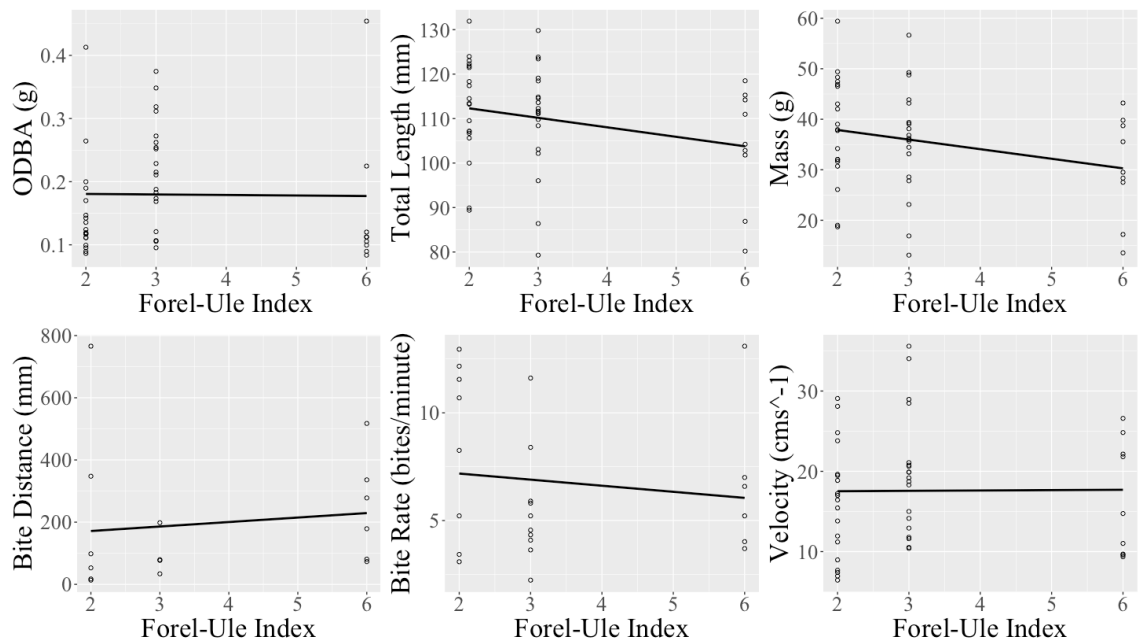 ODBA (g)
0.4
0.3
0.2
0.1
2 3 4 5 6
Forel-Ule Index
Total Length (mm)
130
120
110
100
90
80
2 3 4 5 6
Forel-Ule Index
Mass (g)
60
50
40
30
20
2 3 4 5 6
Forel-Ule Index
Bite Distance (mm)
800
600
400
200
0
2 3 4 5 6
Forel-Ule Index
Bite Rate (bites/minute)
10
5
2 3 4 5 6
Forel-Ule Index
Velocity (cms^-1)
30
20
10
2 3 4 5 6
Forel-Ule Index